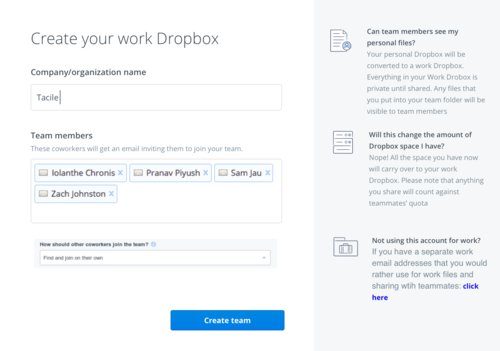 Create your work Dropbox
Company/organization name
Tacile
Team members
These coworkers will get an email inviting them to join your team.
Iolanthe Chronis x Pranav Piyush x Sam Jau x
Zach Johnston x
How should other coworkers join the team?
Find and join on their own
Create team
Can team members see my
personal files?
Your personal Dropbox will be
converted to a work Dropbox.
Everything in your Work Drobox is
private until shared. Any files that
you put into your team folder will be
visible to team members
Will this change the amount of
Dropbox space I have?
Nope! All the space you have now
will carry over to your work
Dropbox. Please note that anything
you share will count against
teammates' quota
Not using this account for work?
If you have a separate work
email addresses that you would
rather use for work files and
sharing wtih teammates: click
here